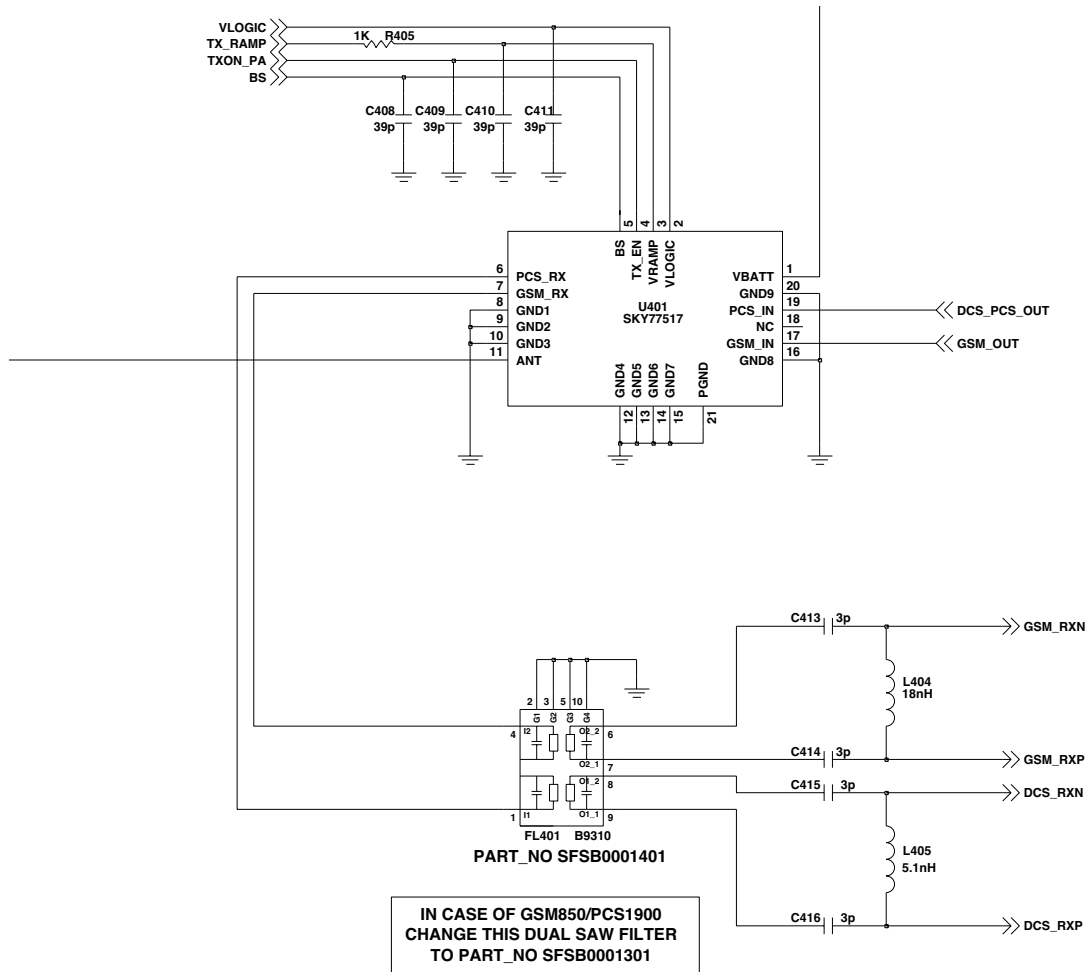 VLOGIC
TX_RAMP
TXON_PA
BS
1K R405
C408
39p
C409
39p
C410
39p
C411
39p
5 4 3 2
BS
TX_EN
VRAMP
VLOGIC
6 PCS_RX
7 GSM_RX
8 GND1
9 GND2
10 GND3
11 ANT
U401
SKY77517
VBATT 1
GND9 20
PCS_IN 19
NC 18
GSM_IN 17
GND8 16
DCS_PCS_OUT
GSM_OUT
GND4
GND5
GND6
GND7
PGND
12 13 14 15 21
C413 3p
GSM_RXN
L404
18nH
C414 3p
GSM_RXP
C415 3p
DCS_RXN
L405
5.1nH
C416 3p
DCS_RXP
2 3 5 10
G1 G2 G3 G4
4 I2 O2_2 6
O2_1 7
O1_2 8
1 I1 O1_1 9
FL401 B9310
PART_NO SFSB0001401
IN CASE OF GSM850/PCS1900
CHANGE THIS DUAL SAW FILTER
TO PART_NO SFSB0001301